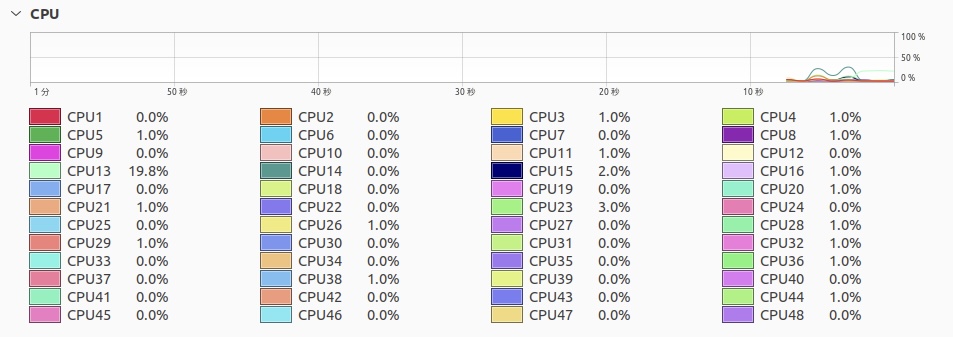 CPU
100 %
50 %
0 %
1 分 50 秒 40 秒 30 秒 20 秒 10 秒
CPU1 0.0% CPU2 0.0% CPU3 1.0% CPU4 1.0%
CPU5 1.0% CPU6 0.0% CPU7 0.0% CPU8 1.0%
CPU9 0.0% CPU10 0.0% CPU11 1.0% CPU12 0.0%
CPU13 19.8% CPU14 0.0% CPU15 2.0% CPU16 1.0%
CPU17 0.0% CPU18 0.0% CPU19 0.0% CPU20 1.0%
CPU21 1.0% CPU22 0.0% CPU23 3.0% CPU24 0.0%
CPU25 0.0% CPU26 1.0% CPU27 0.0% CPU28 1.0%
CPU29 1.0% CPU30 0.0% CPU31 0.0% CPU32 1.0%
CPU33 0.0% CPU34 0.0% CPU35 0.0% CPU36 1.0%
CPU37 0.0% CPU38 1.0% CPU39 0.0% CPU40 0.0%
CPU41 0.0% CPU42 0.0% CPU43 0.0% CPU44 1.0%
CPU45 0.0% CPU46 0.0% CPU47 0.0% CPU48 0.0%